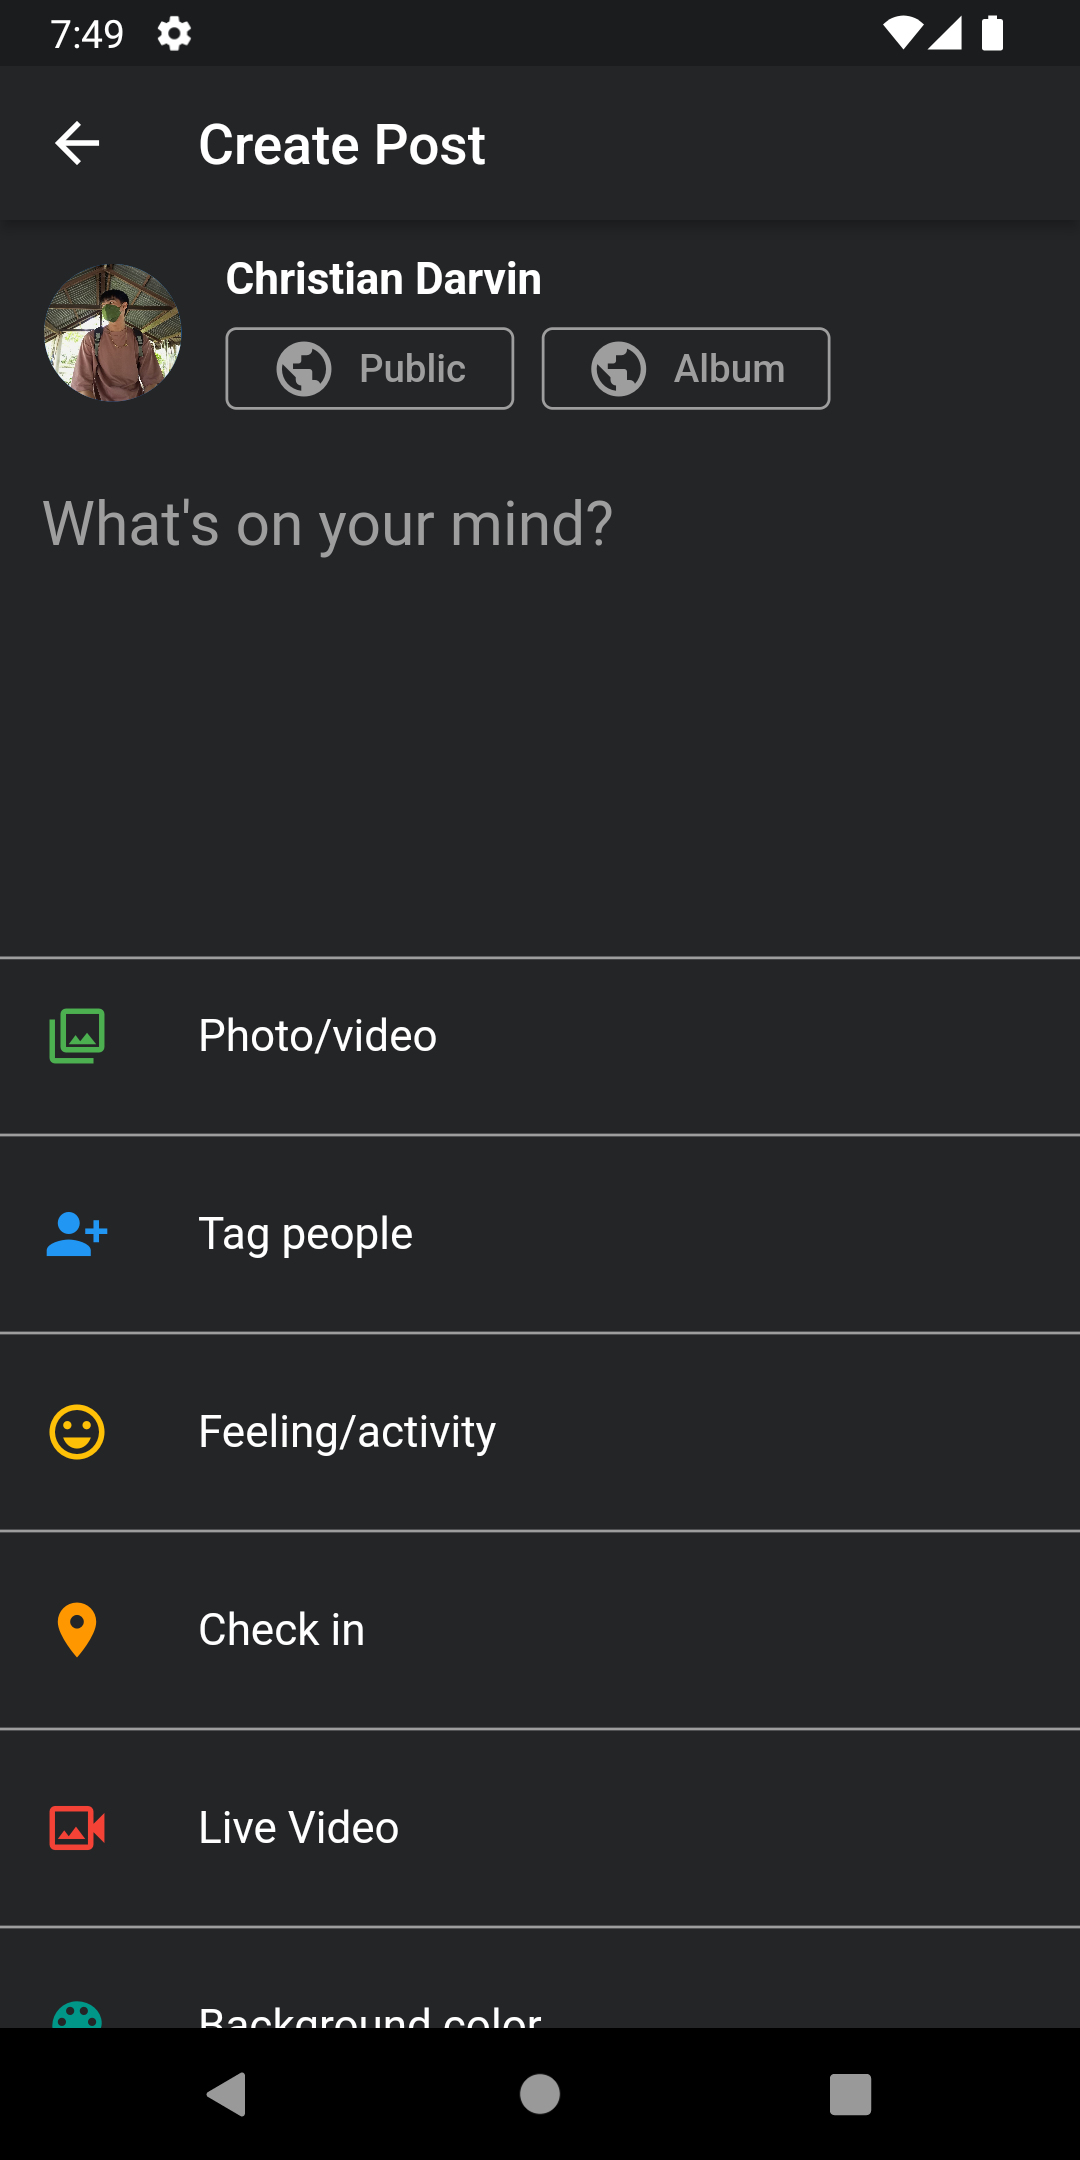 7:49
Create Post
Christian Darvin
Public Album
What's on your mind?
Photo/video
Tag people
Feeling/activity
Check in
Live Video
Background color